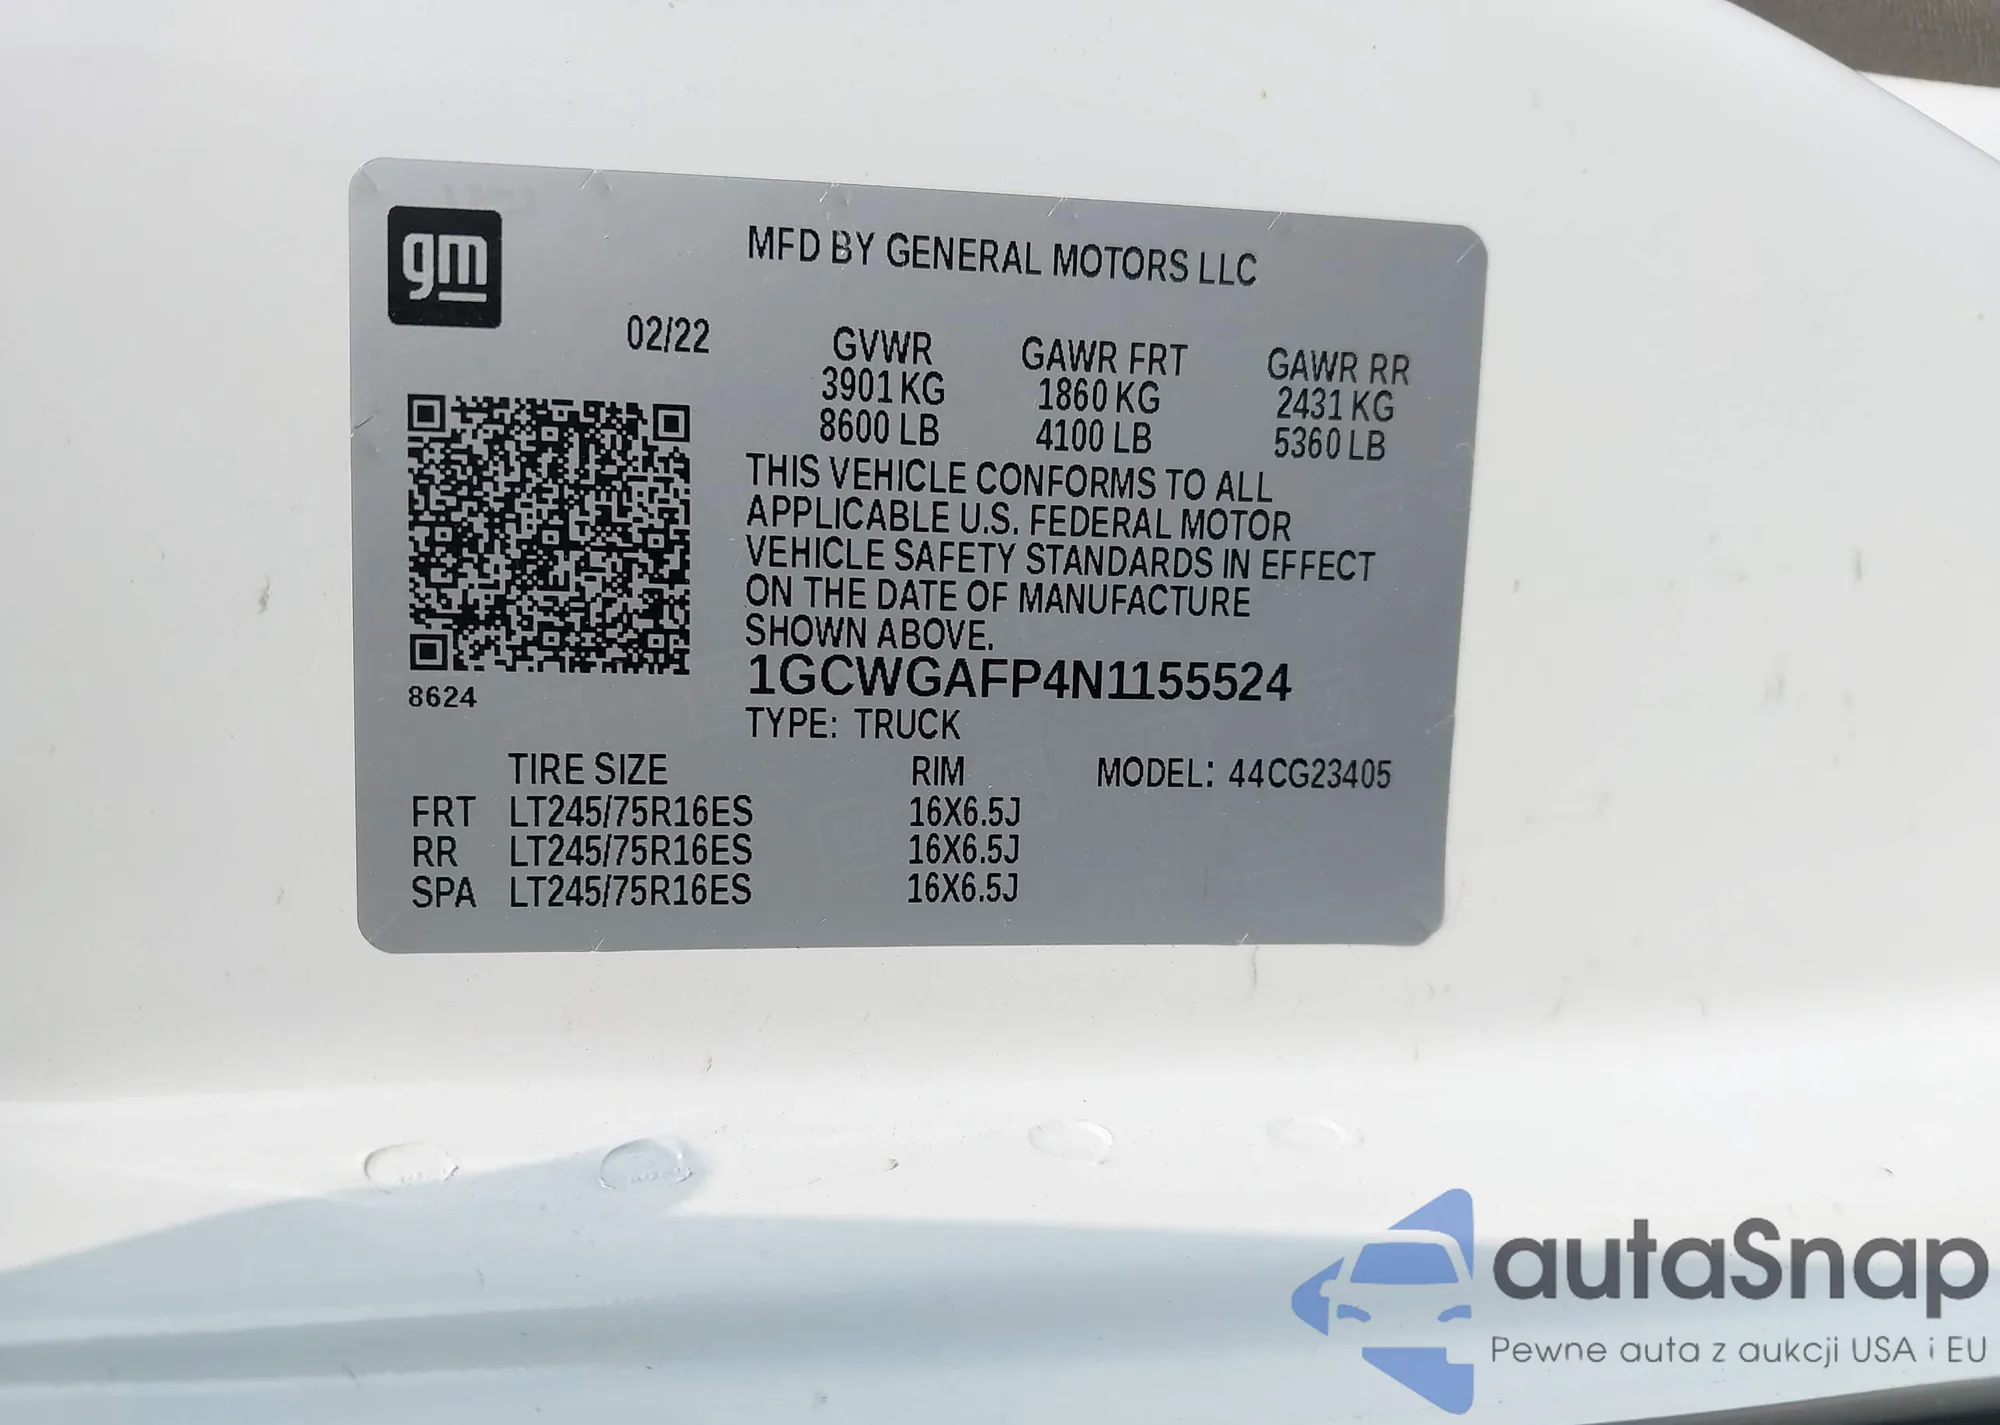 gm
MFD BY GENERAL MOTORS LLC
02/22
GVWR GAWR FRT GAWR RR
3901 KG 1860 KG 2431 KG
8600 LB 4100 LB 5360 LB
THIS VEHICLE CONFORMS TO ALL
APPLICABLE U.S. FEDERAL MOTOR
VEHICLE SAFETY STANDARDS IN EFFECT
ON THE DATE OF MANUFACTURE
SHOWN ABOVE.
1GCWGAFP4N1155524
8624
TYPE: TRUCK
TIRE SIZE RIM MODEL: 44CG23405
FRT LT245/75R16ES 16X6.5J
RR LT245/75R16ES 16X6.5J
SPA LT245/75R16ES 16X6.5J
autaSnap
Pewne auta z aukcji USA i EU